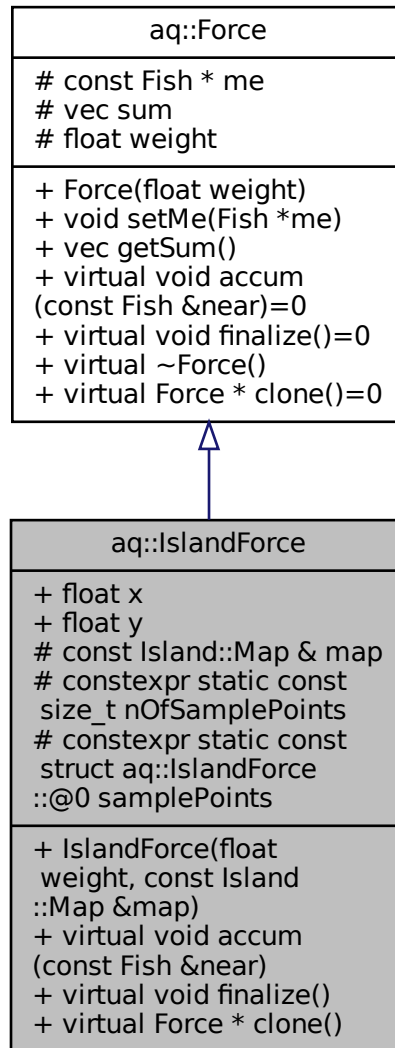 aq::Force
# const Fish * me
# vec sum
# float weight
+ Force(float weight)
+ void setMe(Fish *me)
+ vec getSum()
+ virtual void accum
(const Fish &near)=0
+ virtual void finalize()=0
+ virtual ~Force()
+ virtual Force * clone()=0
aq::IslandForce
+ float x
+ float y
# const Island::Map & map
# constexpr static const
size_t nOfSamplePoints
# constexpr static const
struct aq::IslandForce
::@0 samplePoints
+ IslandForce(float
weight, const Island
::Map &map)
+ virtual void accum
(const Fish &near)
+ virtual void finalize()
+ virtual Force * clone()